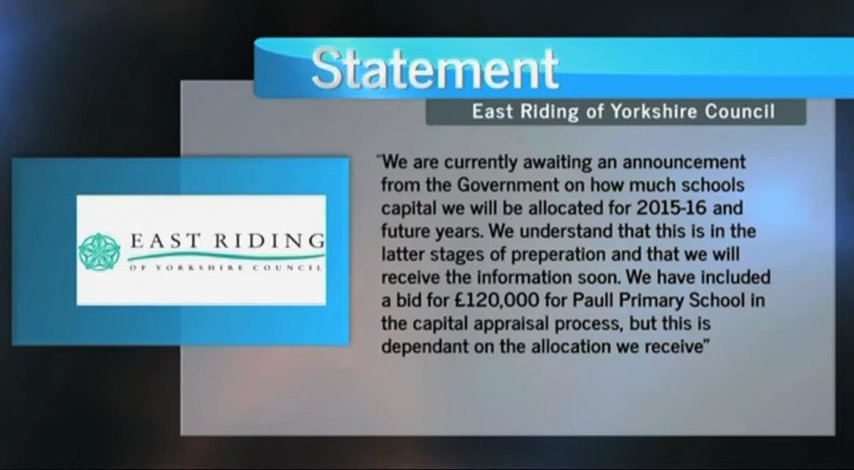 Statement
East Riding of Yorkshire Council
"We are currently awaiting an announcement
from the Government on how much schools
capital we will be allocated for 2015-16 and
future years. We understand that this is in the
latter stages of preperation and that we will
receive the information soon. We have included
a bid for £120,000 for Paull Primary School in
the capital appraisal process, but this is
dependant on the allocation we receive”
EAST RIDING
OF YORKSHIRE COUNCIL